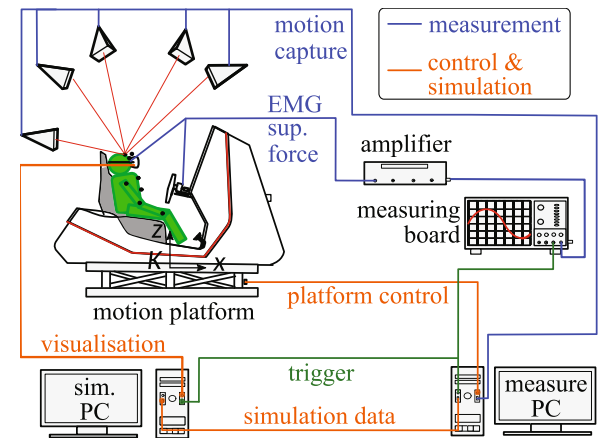 motion
capture
measurement
control &
simulation
EMG
sup.
force
amplifier
measuring
board
Z
K
X
motion platform
platform control
visualisation
trigger
sim.
PC
simulation data
measure
PC